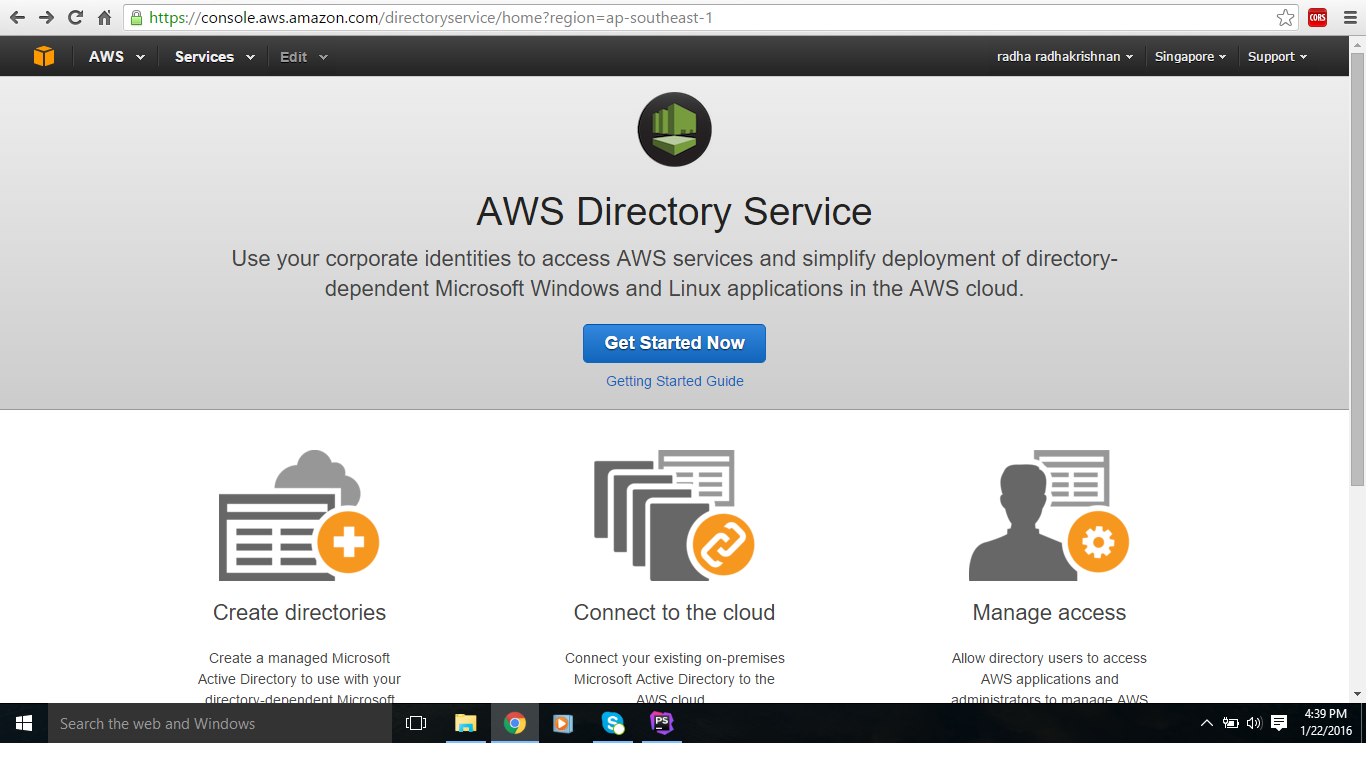 https://console.aws.amazon.com/directoryservice/home?region=ap-southeast-1
CORS
AWS Services Edit radha radhakrishnan Singapore Support
AWS Directory Service
Use your corporate identities to access AWS services and simplify deployment of directory-
dependent Microsoft Windows and Linux applications in the AWS cloud.
Get Started Now
Getting Started Guide
Create directories
Create a managed Microsoft
Active Directory to use with your
directory-dependent Microsoft
Connect to the cloud
Connect your existing on-premises
Microsoft Active Directory to the
AWS cloud
Manage access
Allow directory users to access
AWS applications and
administrators to manage AWS
Search the web and Windows
PS
4:39 PM
1/22/2016